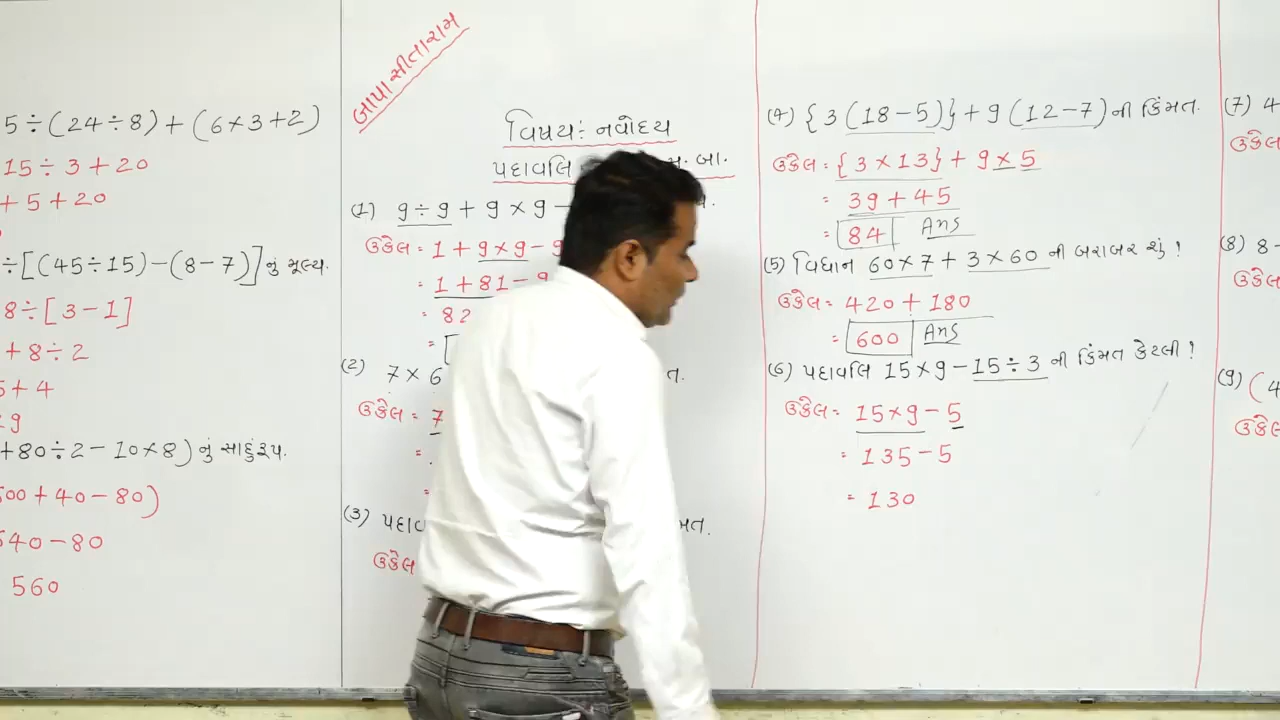 5÷(24÷8)+(6×3+2)
15÷3+20
+5+20
÷[(45÷15)-(8-7)]નું મૂલ્ય.
8÷[3-1]
+8÷2
+4
+80÷2-10×8)નું સાદુંરૂપ.
00+40-80)
40-80
560
બાપા સીતારામ
વિષય: નવોદય
પદાવલિ
(1) 9÷9+9×9-
ઉકેલ = 1+9×9-9
= 1+81-9
= 82
=
(2) 7×6
ઉકેલ = 7
=
=
(3)
ઉકેલ
(4) {3(18-5)}+9(12-7)ની કિંમત.
ઉકેલ = {3×13}+9×5
= 39+45
= 84 Ans
(5) વિધાન 60×7+3×60 ની બરાબર શું?
ઉકેલ = 420+180
= 600 Ans
(6) પદાવલિ 15×9-15÷3 ની કિંમત કેટલી?
ઉકેલ = 15×9-5
= 135-5
= 130
(7) 4
ઉકેલ
(8) 8-
ઉકેલ
(9) (4
ઉકેલ